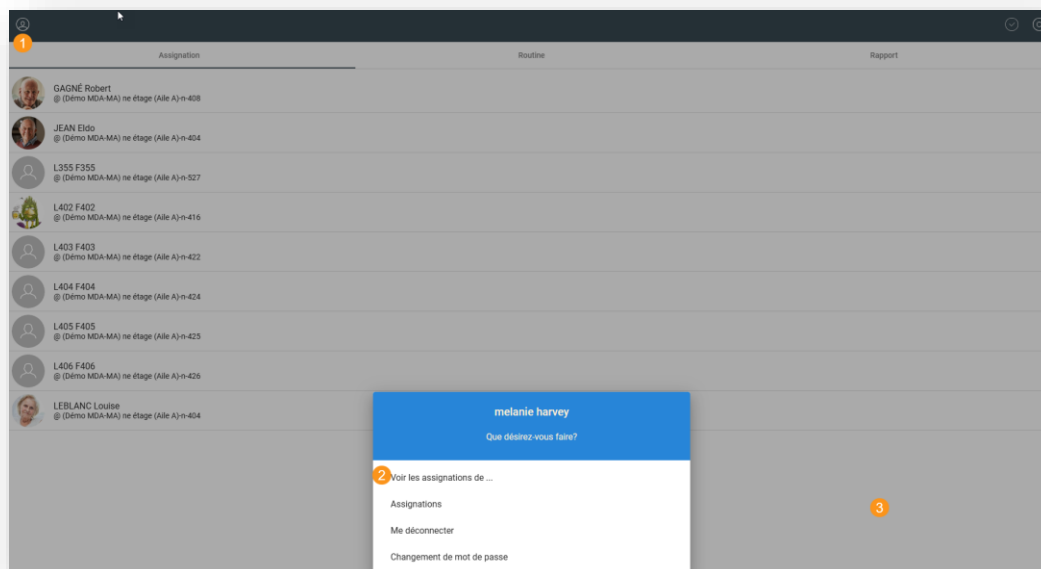 1
Assignation
Routine
Rapport
GAGNÉ Robert
@ (Démo MDA-MA) ne étage (Aile A)-n-408
JEAN Eldo
@ (Démo MDA-MA) ne étage (Aile A)-n-404
L355 F355
@ (Démo MDA-MA) ne étage (Aile A)-n-527
L402 F402
@ (Démo MDA-MA) ne étage (Aile A)-n-416
L403 F403
@ (Démo MDA-MA) ne étage (Aile A)-n-422
L404 F404
@ (Démo MDA-MA) ne étage (Aile A)-n-424
L405 F405
@ (Démo MDA-MA) ne étage (Aile A)-n-425
L406 F406
@ (Démo MDA-MA) ne étage (Aile A)-n-426
LEBLANC Louise
@ (Démo MDA-MA) ne étage (Aile A)-n-404
melanie harvey
Que désirez-vous faire?
2 Voir les assignations de ...
Assignations
3
Me déconnecter
Changement de mot de passe